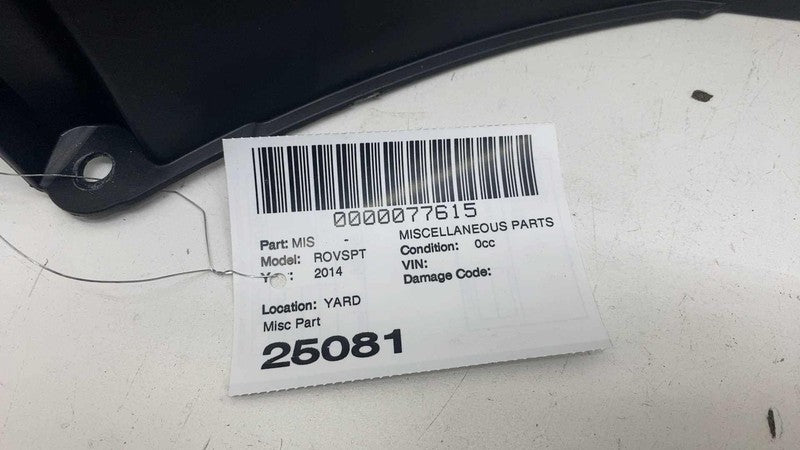 0000077615
Part: MIS - MISCELLANEOUS PARTS
Model: ROVSPT Condition: 0cc
2014 VIN:
Damage Code:
Location: YARD
Misc Part
25081